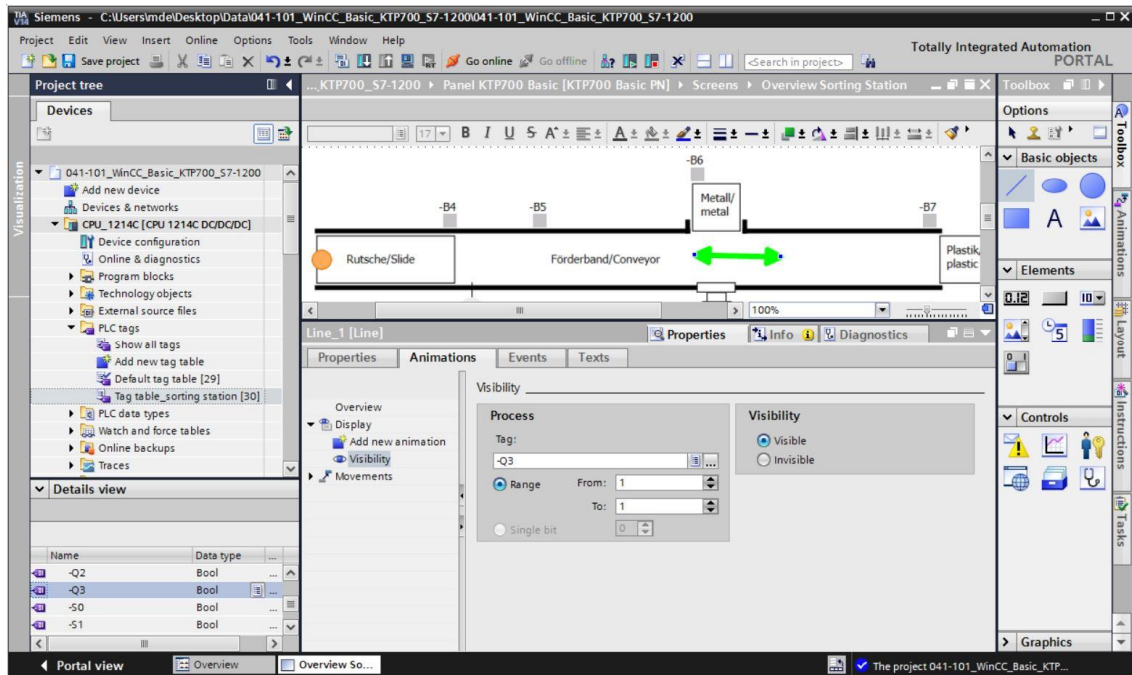 TIA V14 Siemens - C:\Users\mde\Desktop\Data\041-101_WinCC_Basic_KTP700_S7-1200\041-101_WinCC_Basic_KTP700_S7-1200
Project Edit View Insert Online Options Tools Window Help
Totally Integrated Automation
PORTAL
Save project Go online Go offline <Search in project>
Project tree
...KTP700_S7-1200 Panel KTP700 Basic [KTP700 Basic PN] Screens Overview Sorting Station
Toolbox
Devices
Options
17 B I U S A A
Visualization
041-101_WinCC_Basic_KTP700_S7-1200
Add new device
Devices & networks
CPU_1214C [CPU 1214C DC/DC/DC]
Device configuration
Online & diagnostics
Program blocks
Technology objects
External source files
PLC tags
Show all tags
Add new tag table
Default tag table [29]
Tag table_sorting station [30]
PLC data types
Watch and force tables
Online backups
Traces
-B6
-B4 -B5
Metall/
metal
-B7
Rutsche/Slide
Förderband/Conveyor
Plastik,
plastic
100%
Line_1 [Line]
Properties Info Diagnostics
Properties Animations Events Texts
Overview
Display
Add new animation
Visibility
Movements
Visibility
Process
Tag:
-Q3
Range From: 1
To: 1
Single bit 0
Visibility
Visible
Invisible
Details view
Name Data type ...
-Q2 Bool ...
-Q3 Bool ...
-S0 Bool ...
-S1 Bool ...
Basic objects
A
Elements
0.12 10
5
0 1
Controls
Graphics
Toolbox
Animations
Layout
Instructions
Tasks
Portal view Overview Overview So... The project 041-101_WinCC_Basic_KTP...